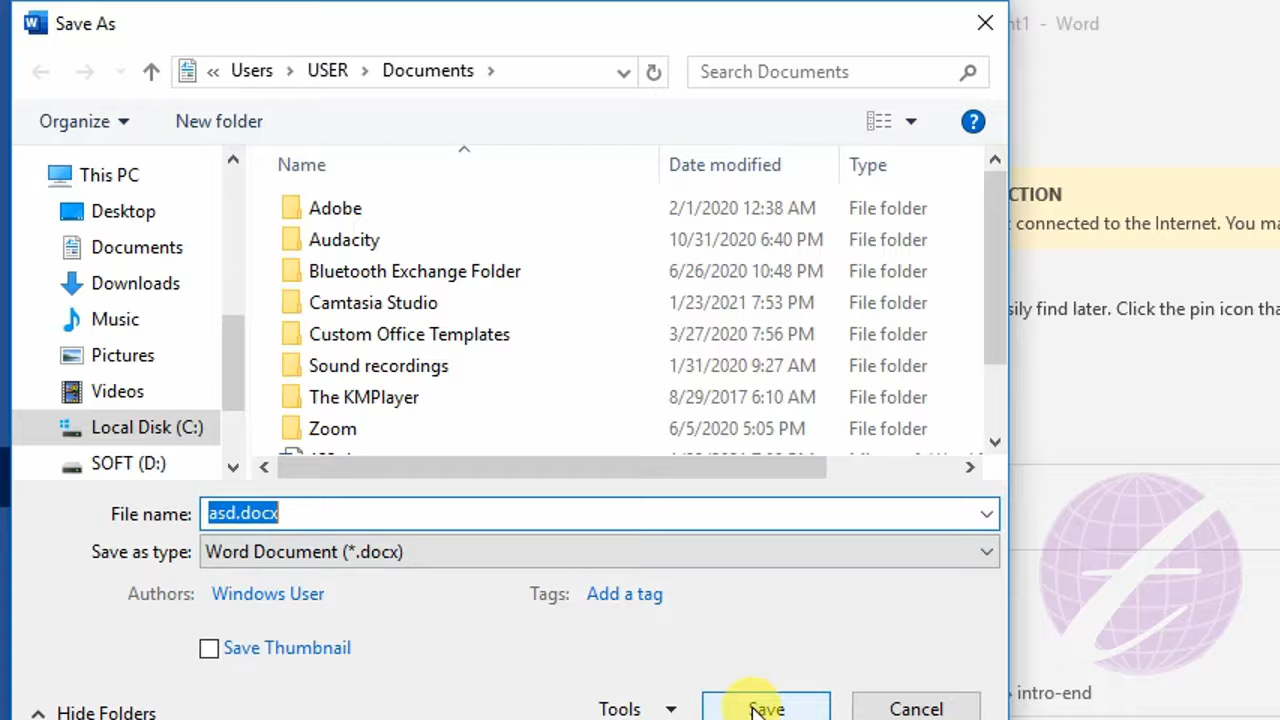 Save As
nt1 - Word
« Users > USER > Documents >
Search Documents
Organize
New folder
?
This PC
Desktop
Documents
Downloads
Music
Pictures
Videos
Local Disk (C:)
SOFT (D:)
Name Date modified Type
Adobe 2/1/2020 12:38 AM File folder
Audacity 10/31/2020 6:40 PM File folder
Bluetooth Exchange Folder 6/26/2020 10:48 PM File folder
Camtasia Studio 1/23/2021 7:53 PM File folder
Custom Office Templates 3/27/2020 7:56 PM File folder
Sound recordings 1/31/2020 9:27 AM File folder
The KMPlayer 8/29/2017 6:10 AM File folder
Zoom 6/5/2020 5:05 PM File folder
CTION
connected to the Internet. You ma
sily find later. Click the pin icon tha
File name: asd.docx
Save as type: Word Document (*.docx)
Authors: Windows User
Tags: Add a tag
Save Thumbnail
intro-end
Hide Folders
Tools
Save
Cancel